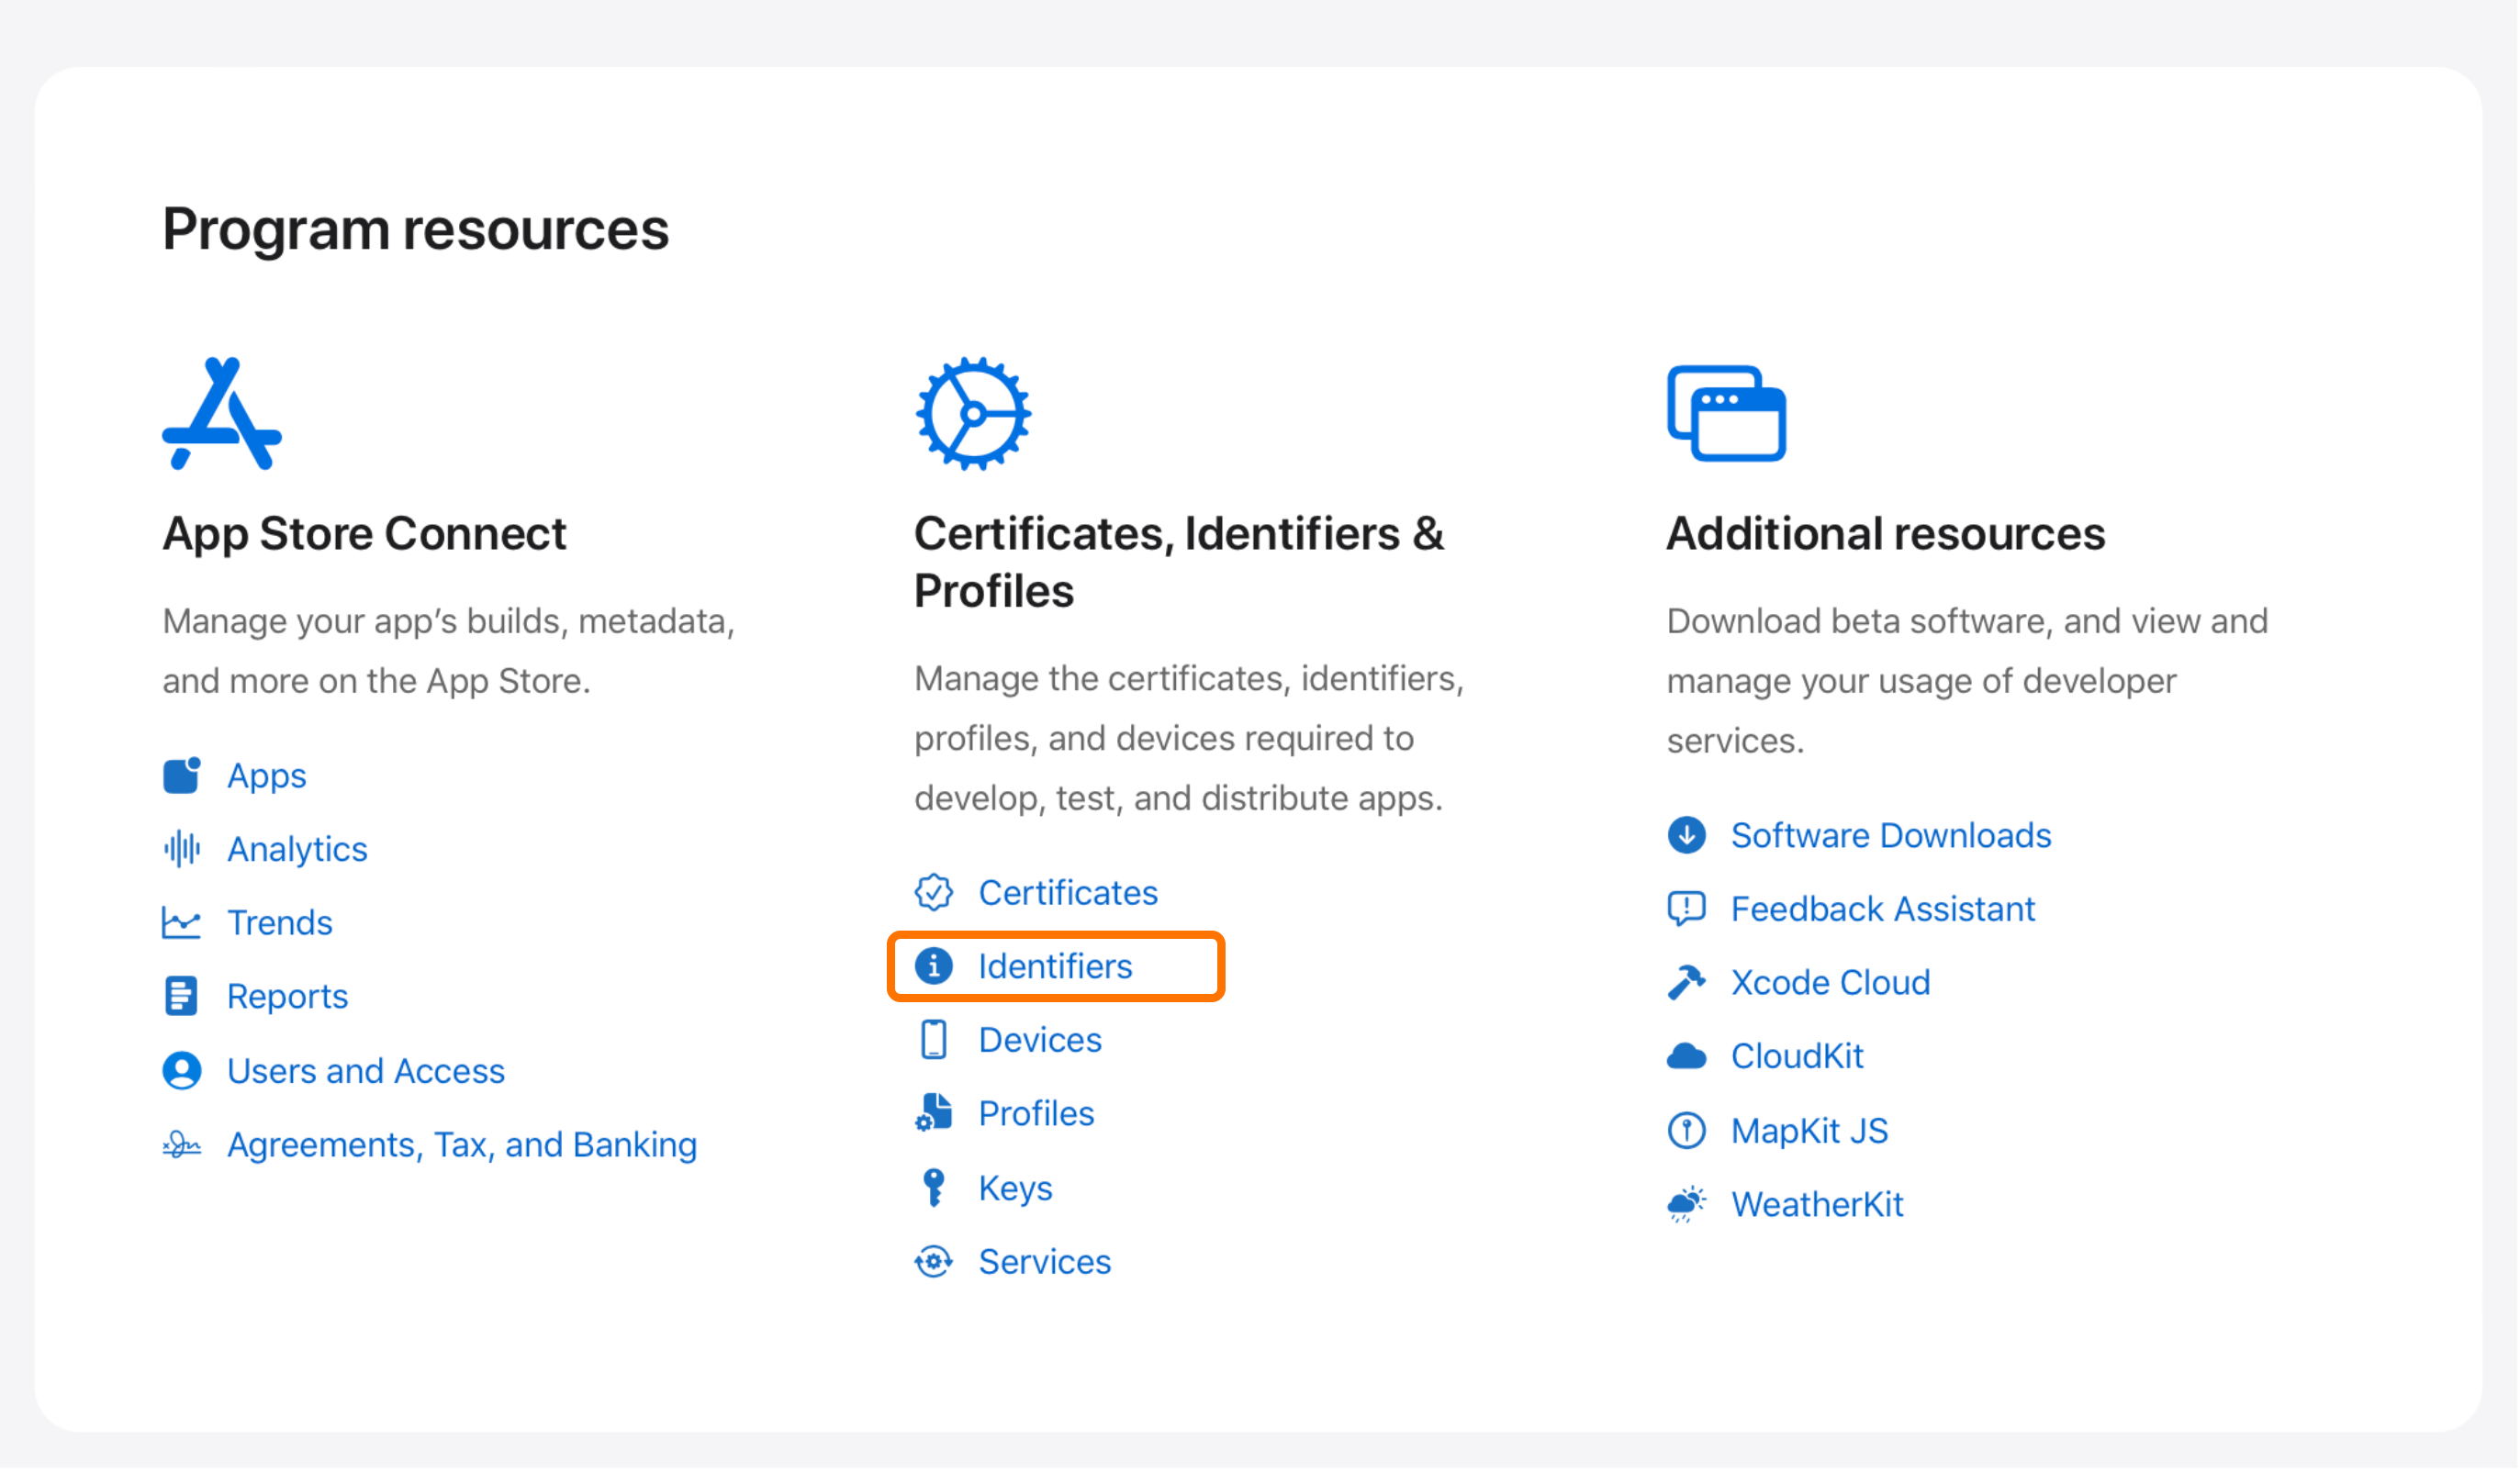 Program resources
App Store Connect
Manage your app’s builds, metadata,
and more on the App Store.
Apps
Analytics
Trends
Reports
Users and Access
Agreements, Tax, and Banking
Certificates, Identifiers &
Profiles
Manage the certificates, identifiers,
profiles, and devices required to
develop, test, and distribute apps.
Certificates
Identifiers
Devices
Profiles
Keys
Services
Additional resources
Download beta software, and view and
manage your usage of developer
services.
Software Downloads
Feedback Assistant
Xcode Cloud
CloudKit
MapKit JS
WeatherKit